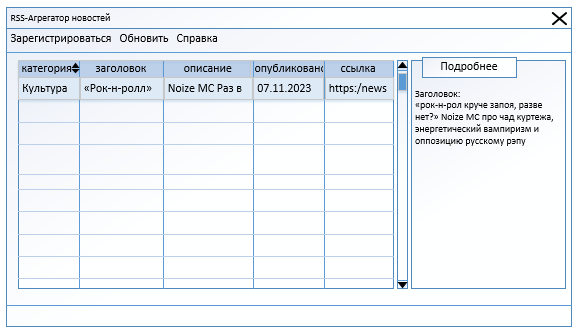 RSS-Агрегатор новостей
Зарегистрироваться Обновить Справка
категория заголовок описание опубликовано ссылка
Культура «Рок-н-ролл» Noize MC Раз в 07.11.2023 https:/news
Подробнее
Заголовок:
«рок-н-рол круче запоя, разве
нет?» Noize MC про чад куртежа,
энергетический вампиризм и
оппозицию русскому рэпу